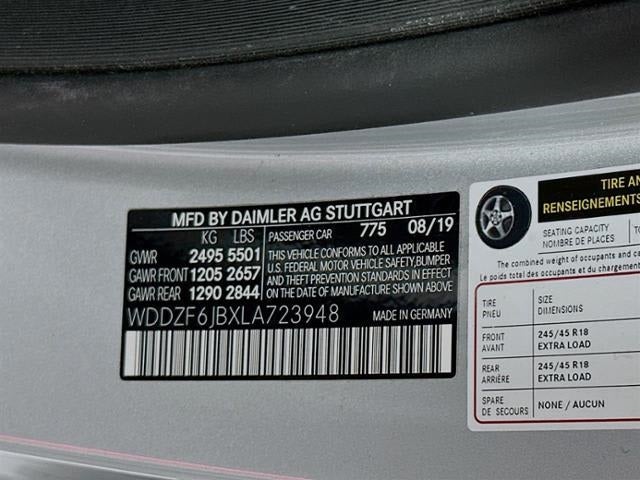 MFD BY DAIMLER AG STUTTGART
KG LBS PASSENGER CAR 775 08/19
GVWR 2495 5501
GAWR FRONT 1205 2657
GAWR REAR 1290 2844
THIS VEHICLE CONFORMS TO ALL APPLICABLE
U.S. FEDERAL MOTOR VEHICLE SAFETY, BUMPER
AND THEFT PREVENTION STANDARDS IN EFFECT
ON THE DATE OF MANUFACTURE SHOWN ABOVE.
WDDZF6JBXLA723948 MADE IN GERMANY
TIRE AN
RENSEIGNEMENTS
SEATING CAPACITY
NOMBRE DE PLACES
The combined weight of occupants and ca
Le poids total des occupants et du charge
TIRE SIZE
PNEU DIMENSIONS
FRONT 245/45 R18
AVANT EXTRA LOAD
REAR 245/45 R18
ARRIÈRE EXTRA LOAD
SPARE NONE / AUCUN
DE SECOURS